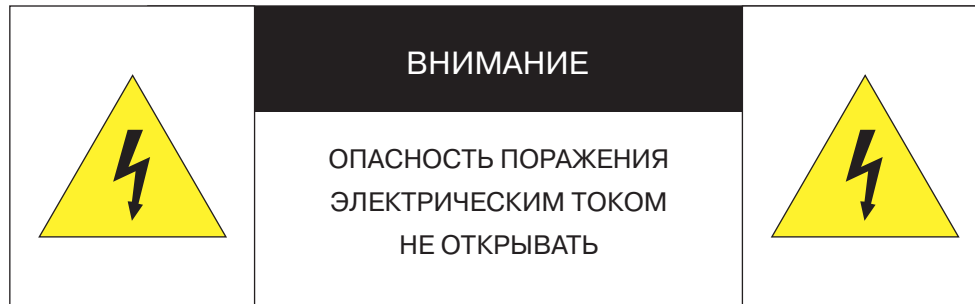 ВНИМАНИЕ
ОПАСНОСТЬ ПОРАЖЕНИЯ
ЭЛЕКТРИЧЕСКИМ ТОКОМ
НЕ ОТКРЫВАТЬ